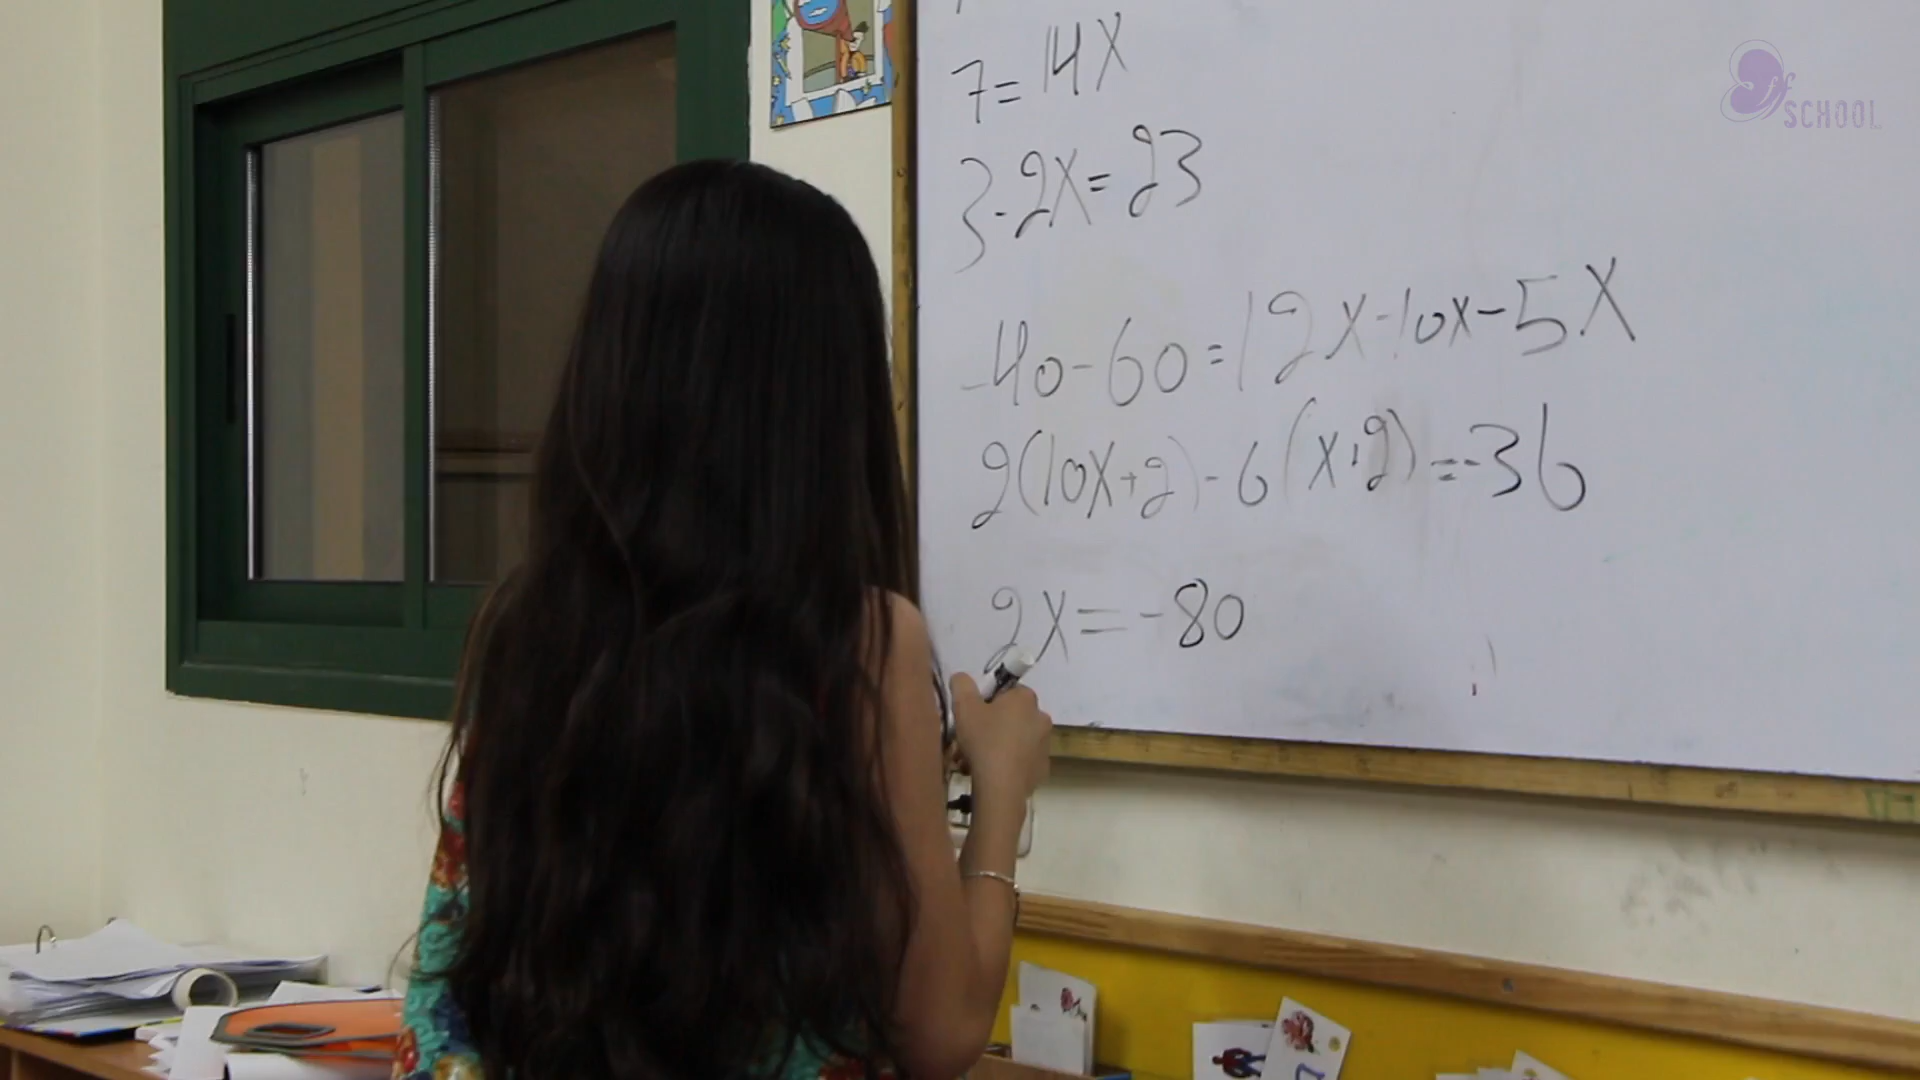 7 = 14X
3 - 2X = 23
-40 - 60 = 12X - 10X - 5X
2(10X + 2) - 6(X + 2) = -36
2X = -80
SCHOOL